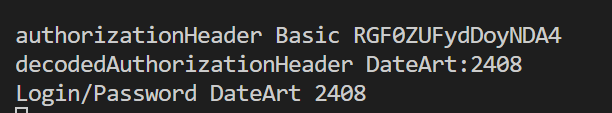 authorizationHeader Basic RGF0ZUFydDoyNDA4
decodedAuthorizationHeader DateArt:2408
Login/Password DateArt 2408